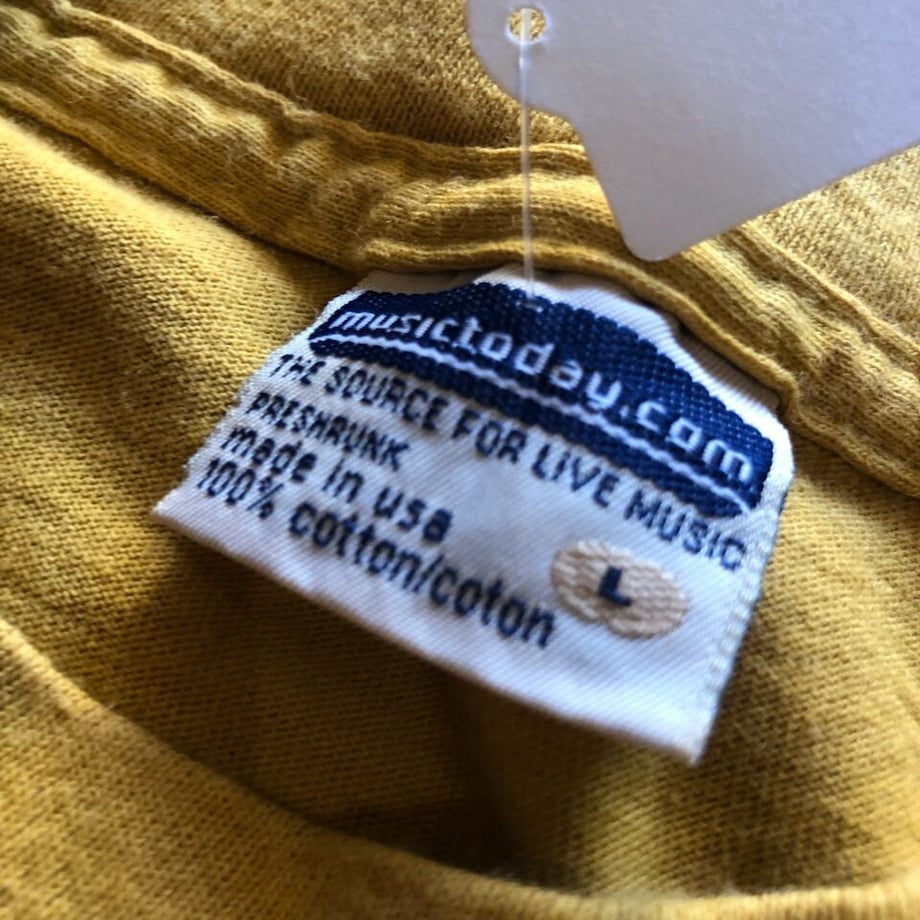 musictoday.com
THE SOURCE FOR LIVE MUSIC
PRESHRUNK
made in usa
100% cotton/coton
L